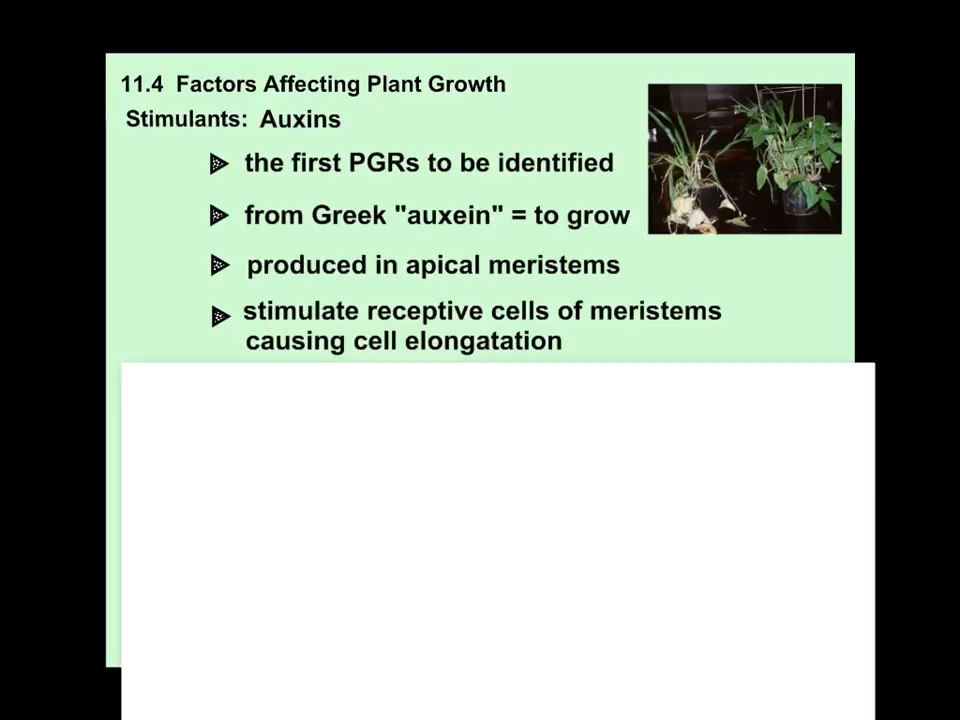 11.4 Factors Affecting Plant Growth
Stimulants: Auxins
the first PGRs to be identified
from Greek "auxein" = to grow
produced in apical meristems
stimulate receptive cells of meristems
causing cell elongatation